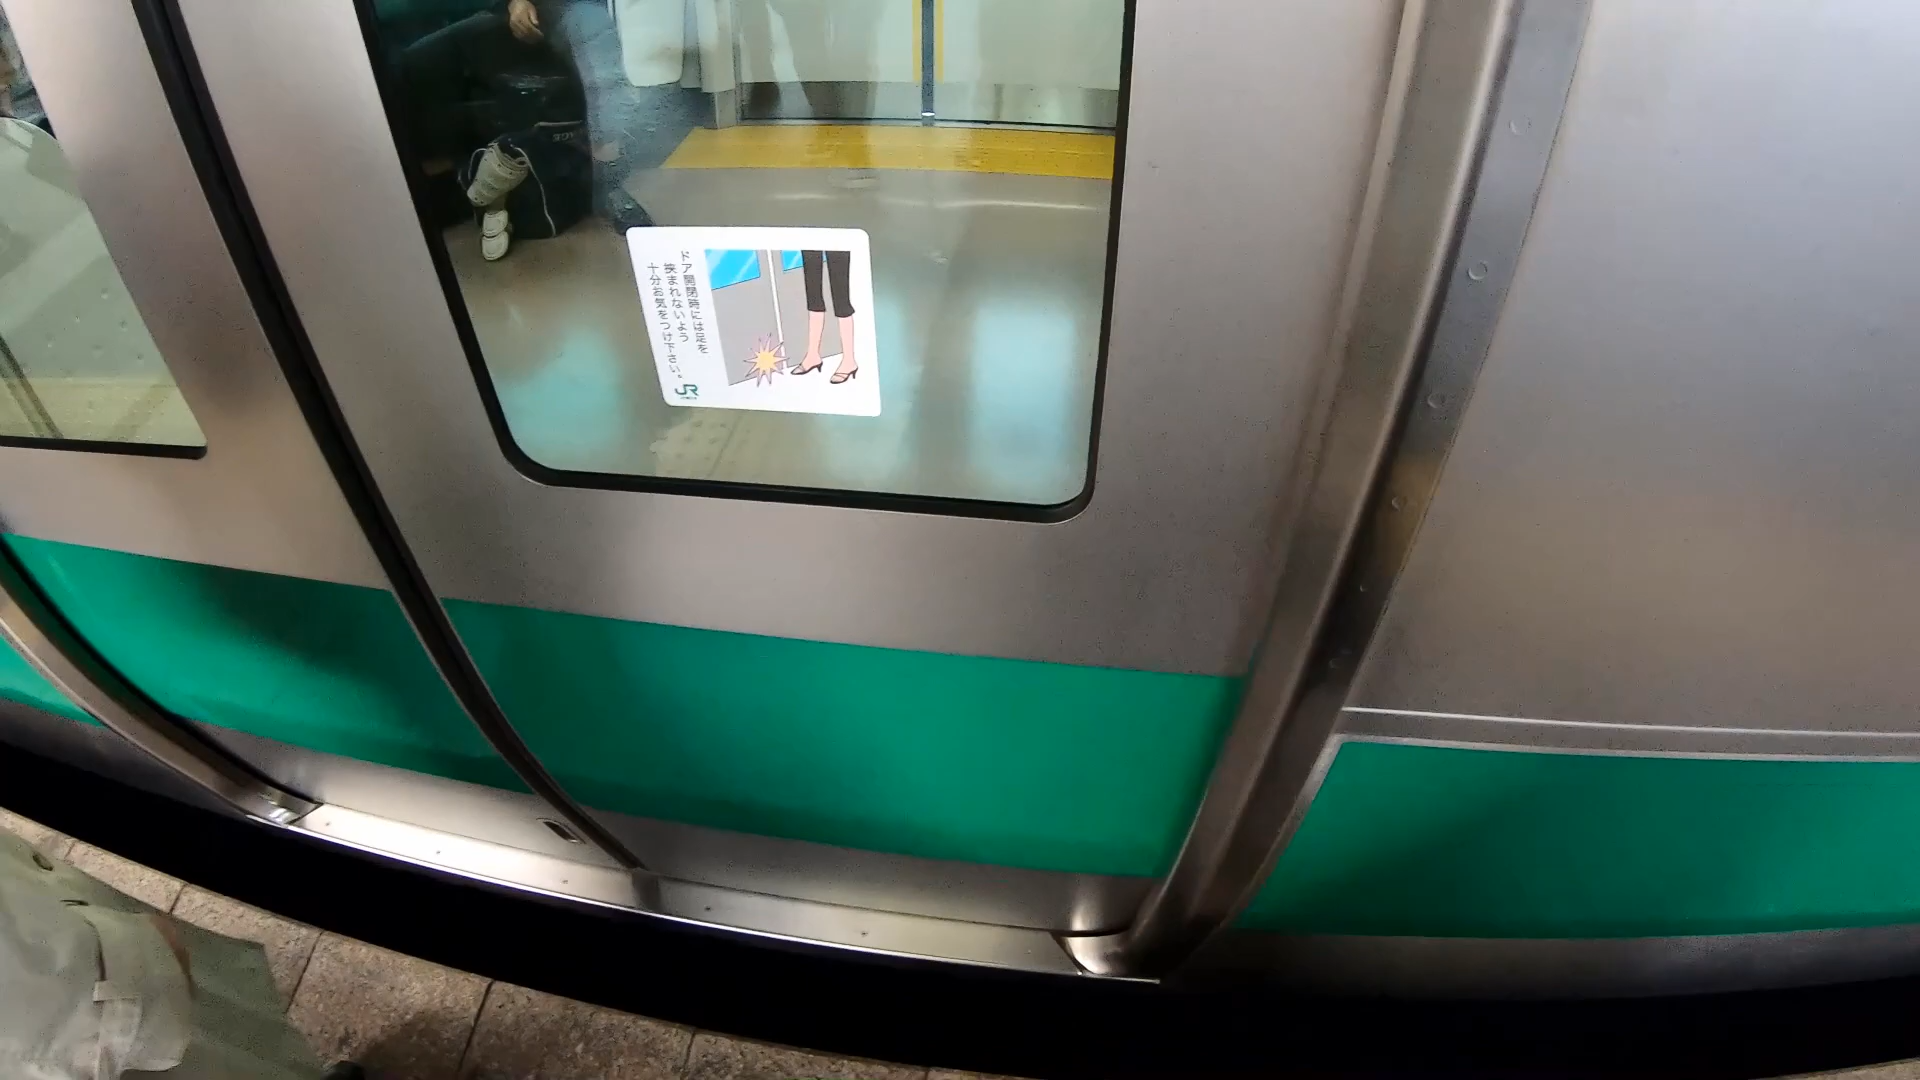 ドア開閉時には足を
挟まれないよう
十分お気をつけ下さい。
JR